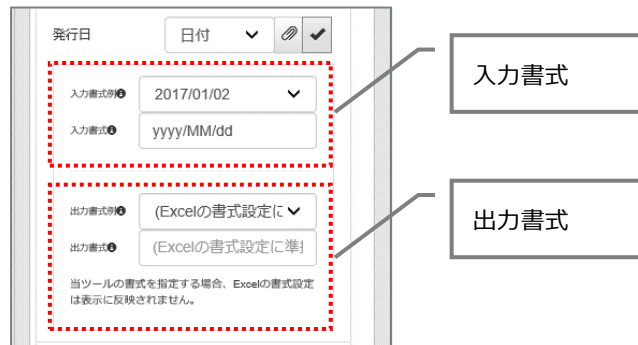 発行日 日付
入力書式例 2017/01/02
入力書式 yyyy/MM/dd
入力書式
出力書式例 (Excelの書式設定に
出力書式 (Excelの書式設定に準
当ツールの書式を指定する場合、Excelの書式設定
は表示に反映されません。
出力書式